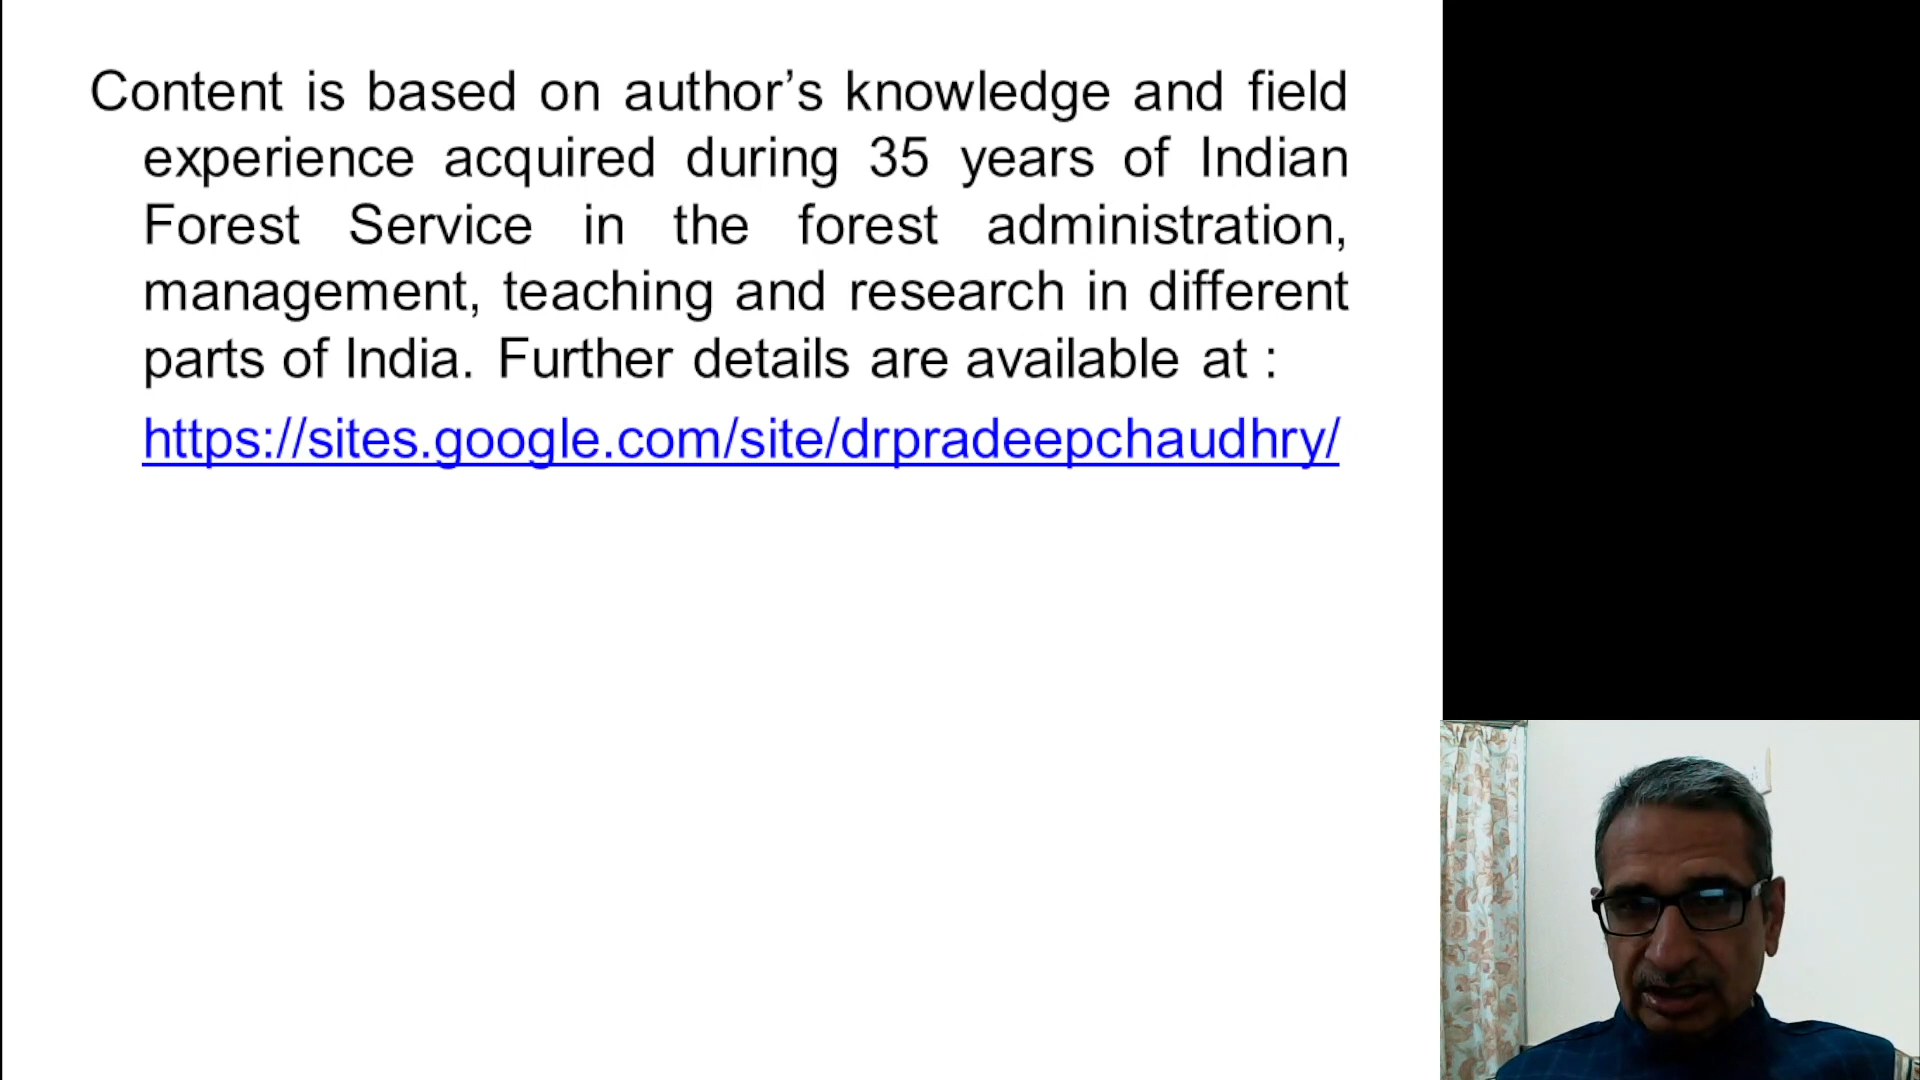 Content is based on author’s knowledge and field
experience acquired during 35 years of Indian
Forest Service in the forest administration,
management, teaching and research in different
parts of India. Further details are available at :
https://sites.google.com/site/drpradeepchaudhry/